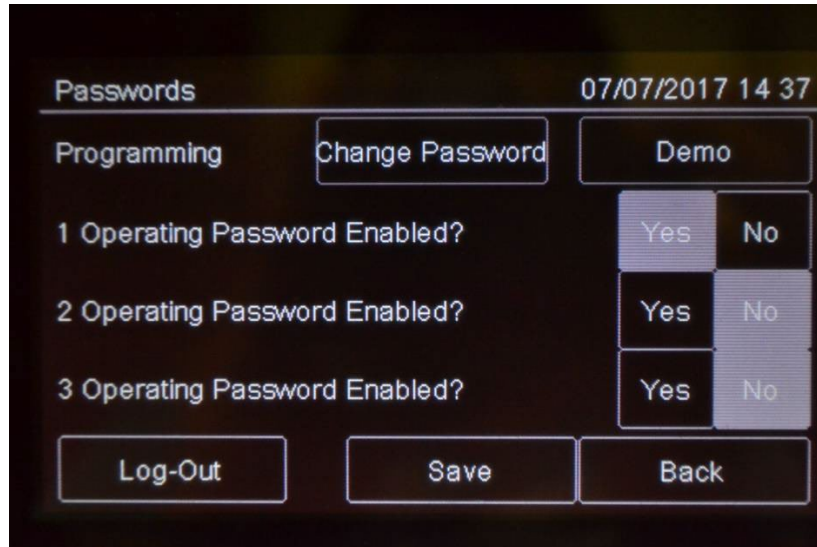 Passwords 07/07/2017 14 37
Programming Change Password Demo
1 Operating Password Enabled? Yes No
2 Operating Password Enabled? Yes No
3 Operating Password Enabled? Yes No
Log-Out Save Back